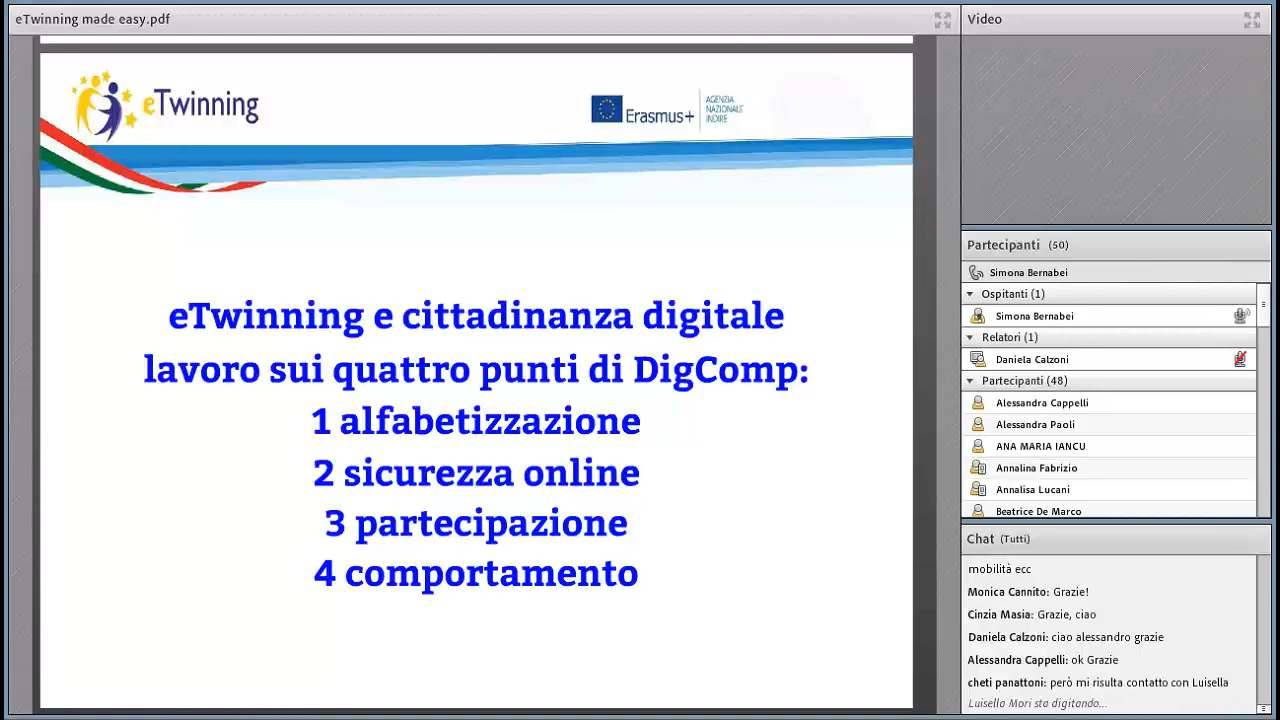 eTwinning made easy.pdf
eTwinning
Erasmus+
AGENZIA
NAZIONALE
INDIRE
eTwinning e cittadinanza digitale
lavoro sui quattro punti di DigComp:
1 alfabetizzazione
2 sicurezza online
3 partecipazione
4 comportamento
Video
Partecipanti (50)
Simona Bernabei
Ospitanti (1)
Simona Bernabei
Relatori (1)
Daniela Calzoni
Partecipanti (48)
Alessandra Cappelli
Alessandra Paoli
ANA MARIA IANCU
Annalina Fabrizio
Annalisa Lucani
Beatrice De Marco
Chat (Tutti)
mobilità ecc
Monica Cannito: Grazie!
Cinzia Masia: Grazie, ciao
Daniela Calzoni: ciao alessandro grazie
Alessandra Cappelli: ok Grazie
cheti panattoni: però mi risulta contatto con Luisella
Luisella Mori sta digitando...